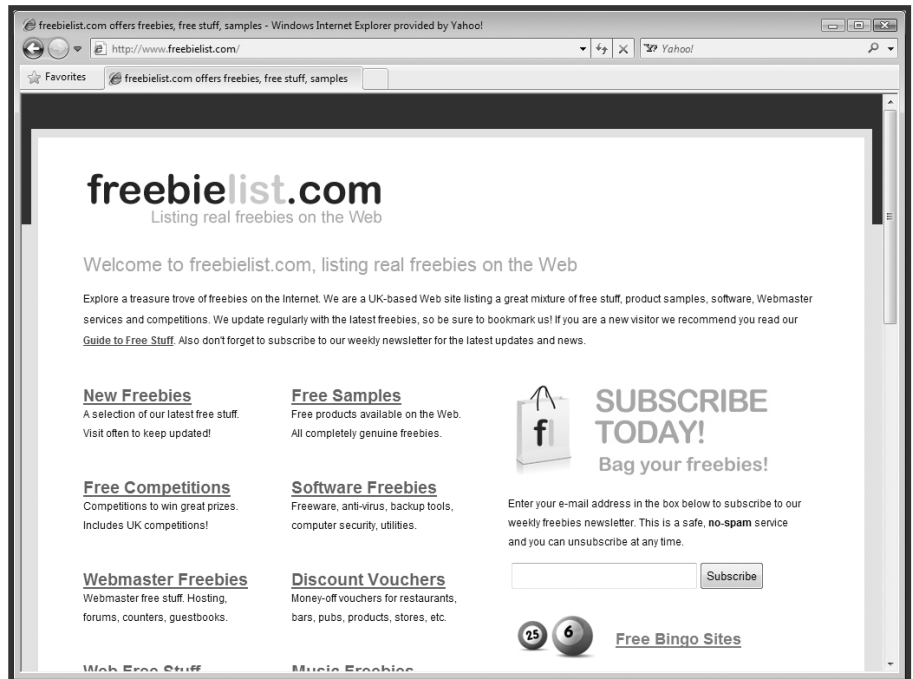 freebielist.com offers freebies, free stuff, samples - Windows Internet Explorer provided by Yahoo!
http://www.freebielist.com/
Yahoo!
Favorites
freebielist.com offers freebies, free stuff, samples
freebielist.com
Listing real freebies on the Web
Welcome to freebielist.com, listing real freebies on the Web
Explore a treasure trove of freebies on the Internet. We are a UK-based Web site listing a great mixture of free stuff, product samples, software, Webmaster
services and competitions. We update regularly with the latest freebies, so be sure to bookmark us! If you are a new visitor we recommend you read our
Guide to Free Stuff. Also don't forget to subscribe to our weekly newsletter for the latest updates and news.
New Freebies
A selection of our latest free stuff.
Visit often to keep updated!
Free Samples
Free products available on the Web.
All completely genuine freebies.
Free Competitions
Competitions to win great prizes.
Includes UK competitions!
Software Freebies
Freeware, anti-virus, backup tools,
computer security, utilities.
Webmaster Freebies
Webmaster free stuff. Hosting,
forums, counters, guestbooks.
Discount Vouchers
Money-off vouchers for restaurants,
bars, pubs, products, stores, etc.
Web Free Stuff
Music Freebies
fl
SUBSCRIBE
TODAY!
Bag your freebies!
Enter your e-mail address in the box below to subscribe to our
weekly freebies newsletter. This is a safe, no-spam service
and you can unsubscribe at any time.
Subscribe
25 6
Free Bingo Sites